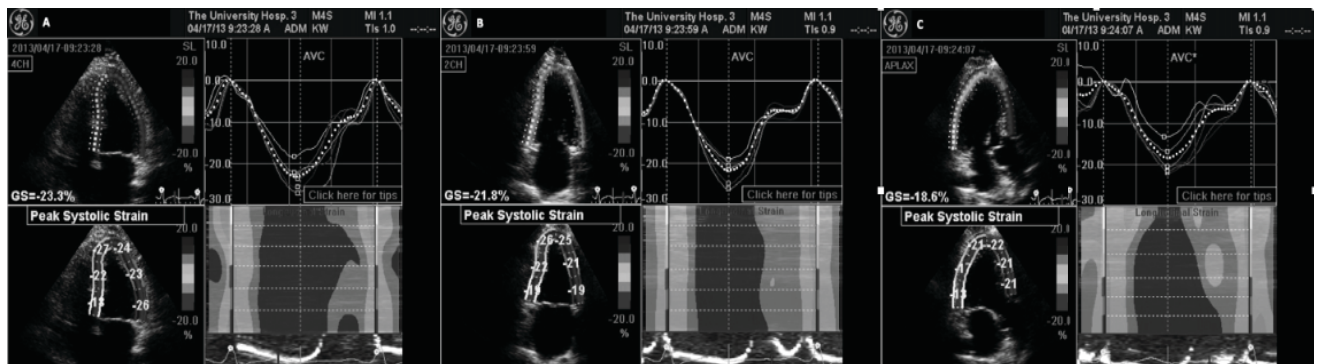 A
The University Hosp. 3 M4S MI 1.1
04/17/13 9:23:28 A ADM KW TIs 1.0 --:--:--
2013/04/17-09:23:28
4CH
SL
20.0
-20.0
%
GS=-23.3%
AVC
0.0
-10.0
-20.0
-30.0
Click here for tips
Peak Systolic Strain
-27 -24
-22 -23
-26
20.0
-20.0
%
B
The University Hosp. 3 M4S MI 1.1
04/17/13 9:23:59 A ADM KW TIs 0.9 --:--:--
2013/04/17-09:23:59
2CH
SL
20.0
-20.0
%
GS=-21.8%
AVC
0.0
-10.0
-20.0
-30.0
Click here for tips
Peak Systolic Strain
Strain
-26 -25
-22 -21
-19 -19
20.0
-20.0
%
C
The University Hosp. 3 M4S MI 1.1
04/17/13 9:24:07 A ADM KW TIs 0.9 --:--:--
2013/04/17-09:24:07
APLAX
SL
20.0
-20.0
%
GS=-18.6%
AVC*
0.0
-10.0
-20.0
-30.0
Click here for tips
Peak Systolic Strain
Longitudinal Strain
-21 -22
-21
-13 -21
20.0
-20.0
%